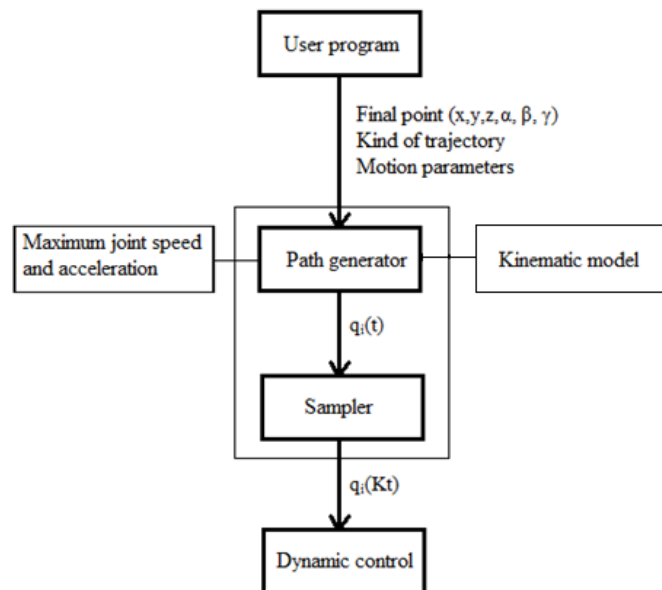 User program
Final point (x,y,z,α, β, γ)
Kind of trajectory
Motion parameters
Maximum joint speed
and acceleration
Path generator
Kinematic model
qᵢ(t)
Sampler
qᵢ(Kt)
Dynamic control